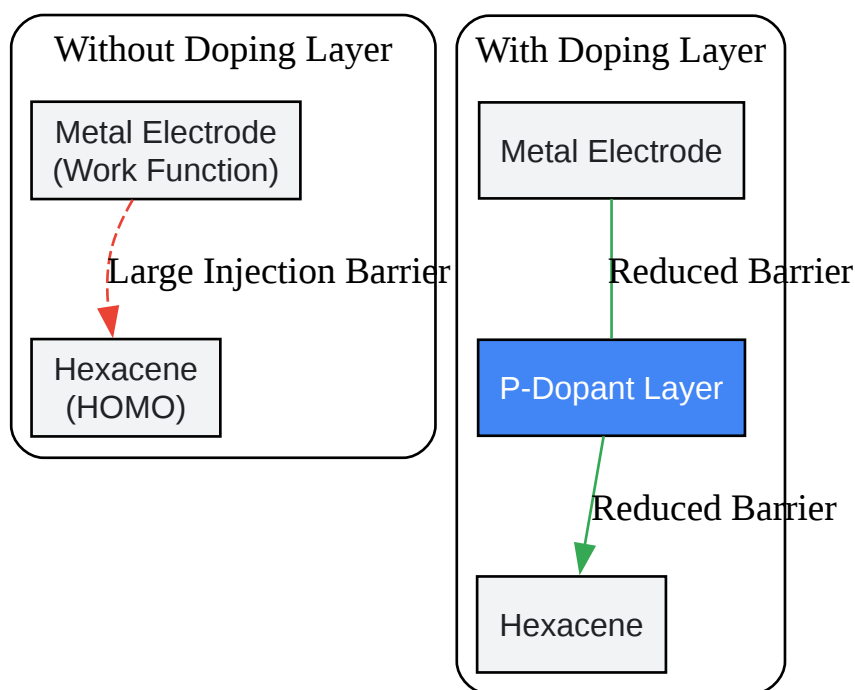 Without Doping Layer
Metal Electrode
(Work Function)
Large Injection Barrier
Hexacene
(HOMO)
With Doping Layer
Metal Electrode
Reduced Barrier
P-Dopant Layer
Reduced Barrier
Hexacene